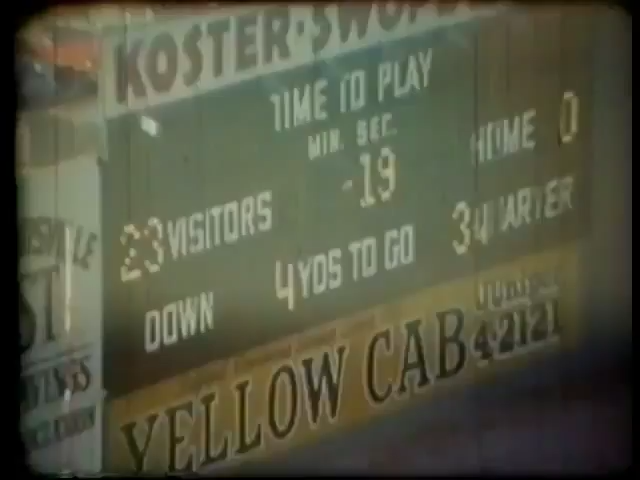 KOSTER-SWOPE
TIME TO PLAY
MIN. SEC.
-19
23 VISITORS
HOME 0
DOWN
4 YDS TO GO
3 QUARTER
YELLOW CAB
4-2121